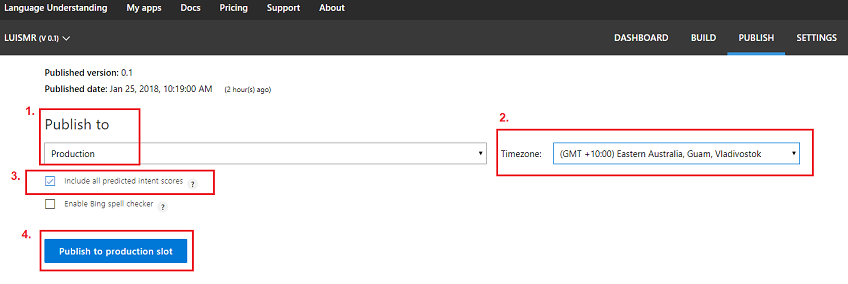 Language Understanding My apps Docs Pricing Support About
LUISMR (V 0.1) DASHBOARD BUILD PUBLISH SETTINGS
Published version: 0.1
Published date: Jan 25, 2018, 10:19:00 AM (2 hour(s) ago)
1.
Publish to
2.
Production
Timezone: (GMT +10:00) Eastern Australia, Guam, Vladivostok
3.
Include all predicted intent scores ?
Enable Bing spell checker ?
4.
Publish to production slot